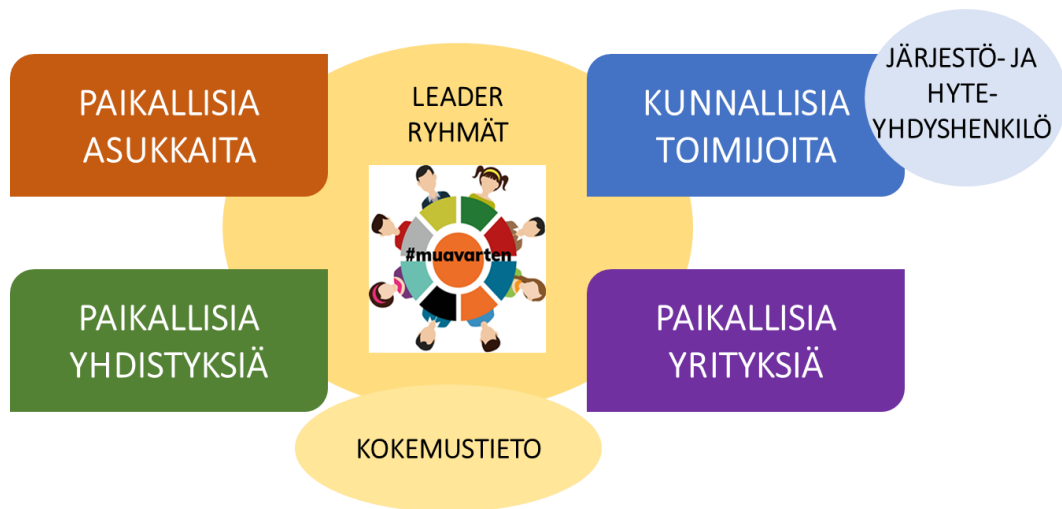 PAIKALLISIA
ASUKKAITA
LEADER
RYHMÄT
KUNNALLISIA
TOIMIJOITA
JÄRJESTÖ- JA
HYTE-
YHDYSHENKILÖ
#muavarten
PAIKALLISIA
YHDISTYKSIÄ
PAIKALLISIA
YRITYKSIÄ
KOKEMUSTIETO